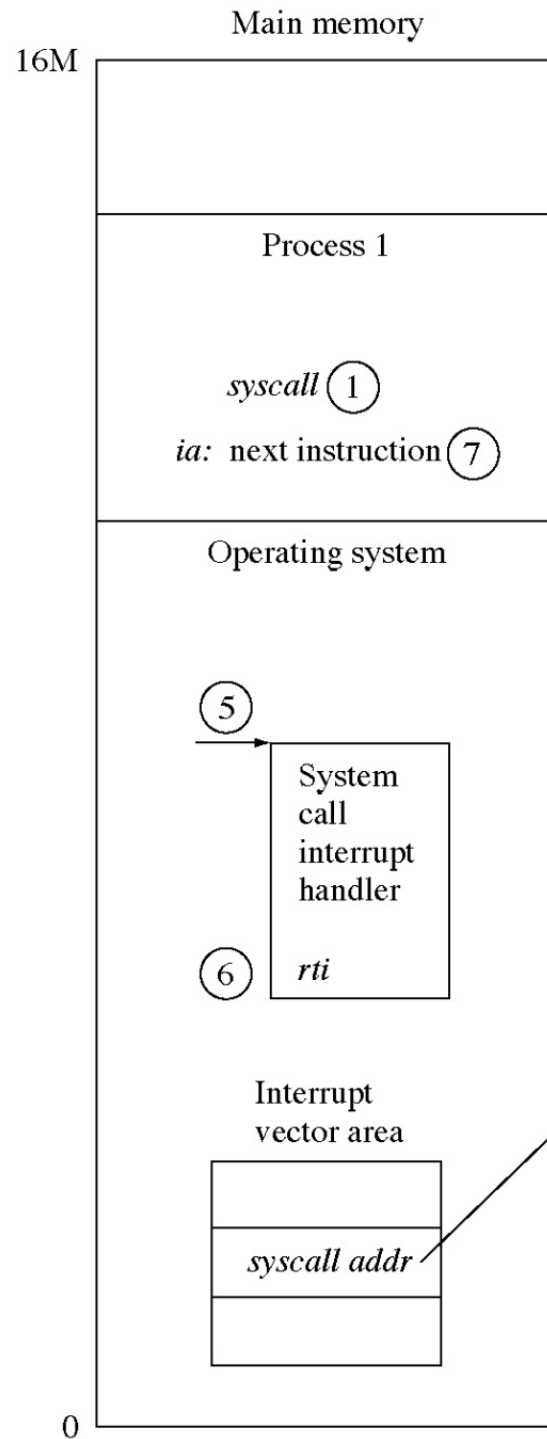 Main memory
16M
Process 1
syscall 1
ia: next instruction 7
Operating system
5
System
call
interrupt
handler
6 rti
Interrupt
vector area
syscall addr
0